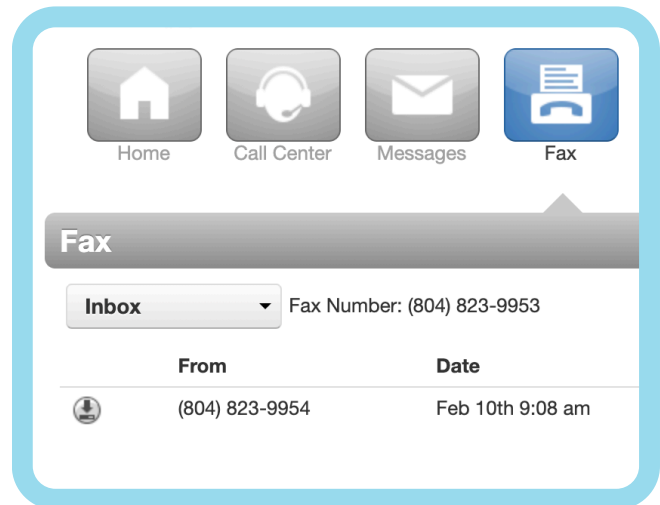 Home Call Center Messages Fax
Fax
Inbox Fax Number: (804) 823-9953
From Date
(804) 823-9954 Feb 10th 9:08 am